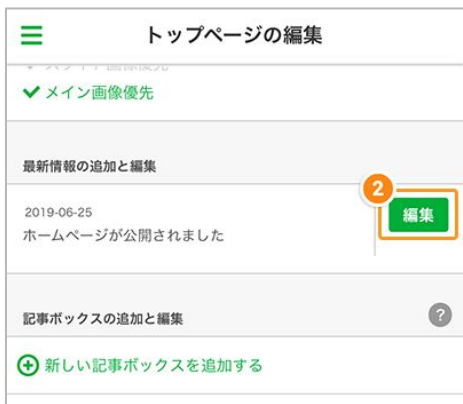 トップページの編集
メイン画像優先
最新情報の追加と編集
2
2019-06-25
編集
ホームページが公開されました
記事ボックスの追加と編集
?
新しい記事ボックスを追加する